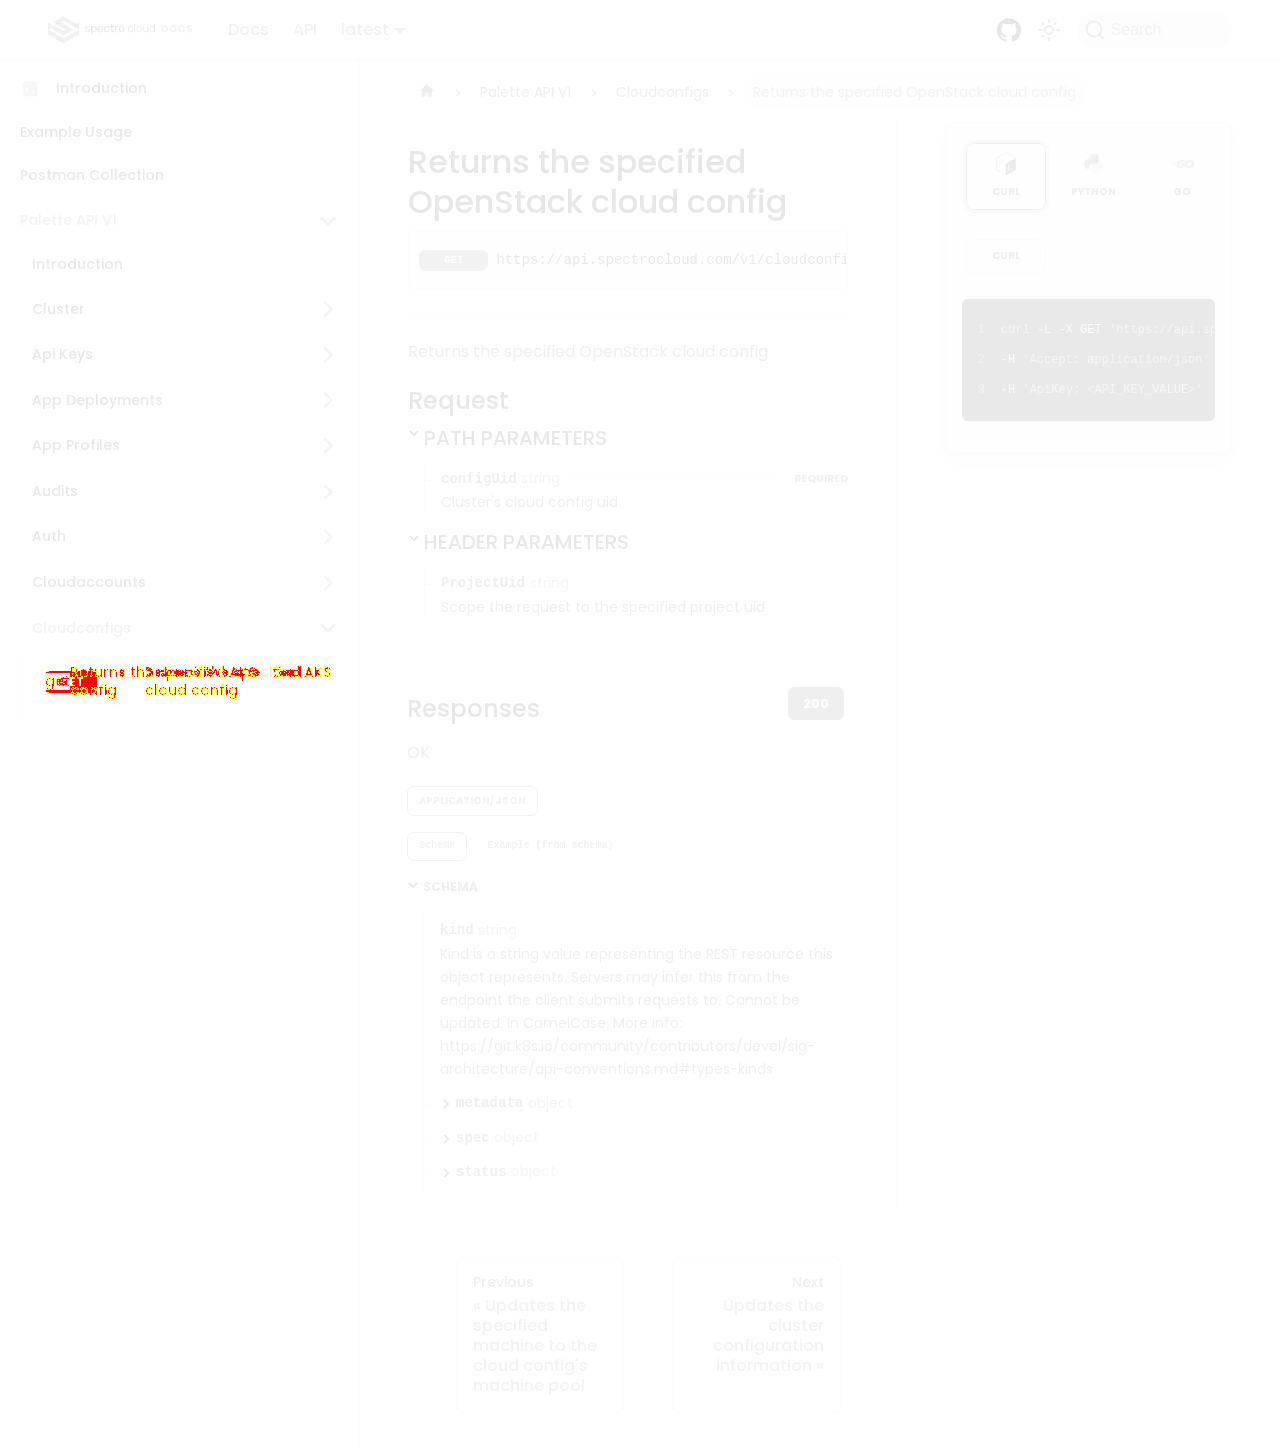 spectro cloud DOCS
Docs API latest
Search
Introduction
Example Usage
Postman Collection
Palette API V1
Introduction
Cluster
Api Keys
App Deployments
App Profiles
Audits
Auth
Cloudaccounts
Cloudconfigs
Palette API V1 Cloudconfigs Returns the specified OpenStack cloud config
Returns the specified
OpenStack cloud config
GET https://api.spectrocloud.com/v1/cloudconfi
Returns the specified OpenStack cloud config
Request
PATH PARAMETERS
configUid string REQUIRED
Cluster's cloud config uid
HEADER PARAMETERS
ProjectUid string
Scope the request to the specified project uid
Responses
200
OK
APPLICATION/JSON
Schema Example (from schema)
SCHEMA
kind string
Kind is a string value representing the REST resource this
object represents. Servers may infer this from the
endpoint the client submits requests to. Cannot be
updated. In CamelCase. More info:
https://git.k8s.io/community/contributors/devel/sig-
architecture/api-conventions.md#types-kinds
metadata object
spec object
status object
Previous
« Updates the
specified
machine to the
cloud config's
machine pool
Next
Updates the
cluster
configuration
information »
CURL PYTHON GO
CURL
1 curl -L -X GET 'https://api.sp
2 -H 'Accept: application/json'
3 -H 'ApiKey: <API_KEY_VALUE>'